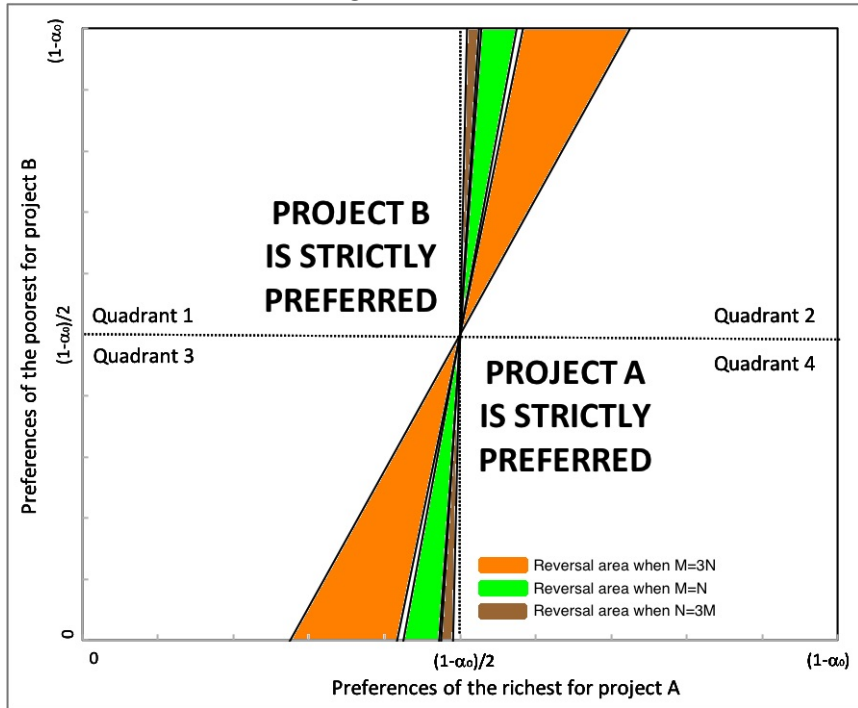 (1-α₀)
Preferences of the poorest for project B
PROJECT B
IS STRICTLY
PREFERRED
Quadrant 1
Quadrant 2
(1-α₀)/2
Quadrant 3
Quadrant 4
PROJECT A
IS STRICTLY
PREFERRED
Reversal area when M=3N
Reversal area when M=N
Reversal area when N=3M
0
0
(1-α₀)/2
(1-α₀)
Preferences of the richest for project A